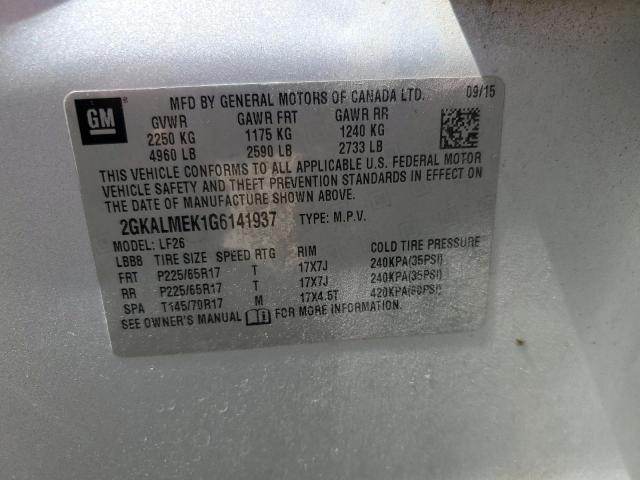 MFD BY GENERAL MOTORS OF CANADA LTD. 09/15
GM®
GVWR GAWR FRT GAWR RR
2250 KG 1175 KG 1240 KG
4960 LB 2590 LB 2733 LB
THIS VEHICLE CONFORMS TO ALL APPLICABLE U.S. FEDERAL MOTOR
VEHICLE SAFETY AND THEFT PREVENTION STANDARDS IN EFFECT ON
THE DATE OF MANUFACTURE SHOWN ABOVE.
2GKALMEK1G6141937 TYPE: M.P.V.
MODEL: LF26
LBBB TIRE SIZE SPEED RTG RIM COLD TIRE PRESSURE
FRT P225/65R17 T 17X7J 240KPA(35PSI)
RR P225/65R17 T 17X7J 240KPA(35PSI)
SPA T145/70R17 M 17X4.5T 420KPA(60PSI)
SEE OWNER'S MANUAL FOR MORE INFORMATION.